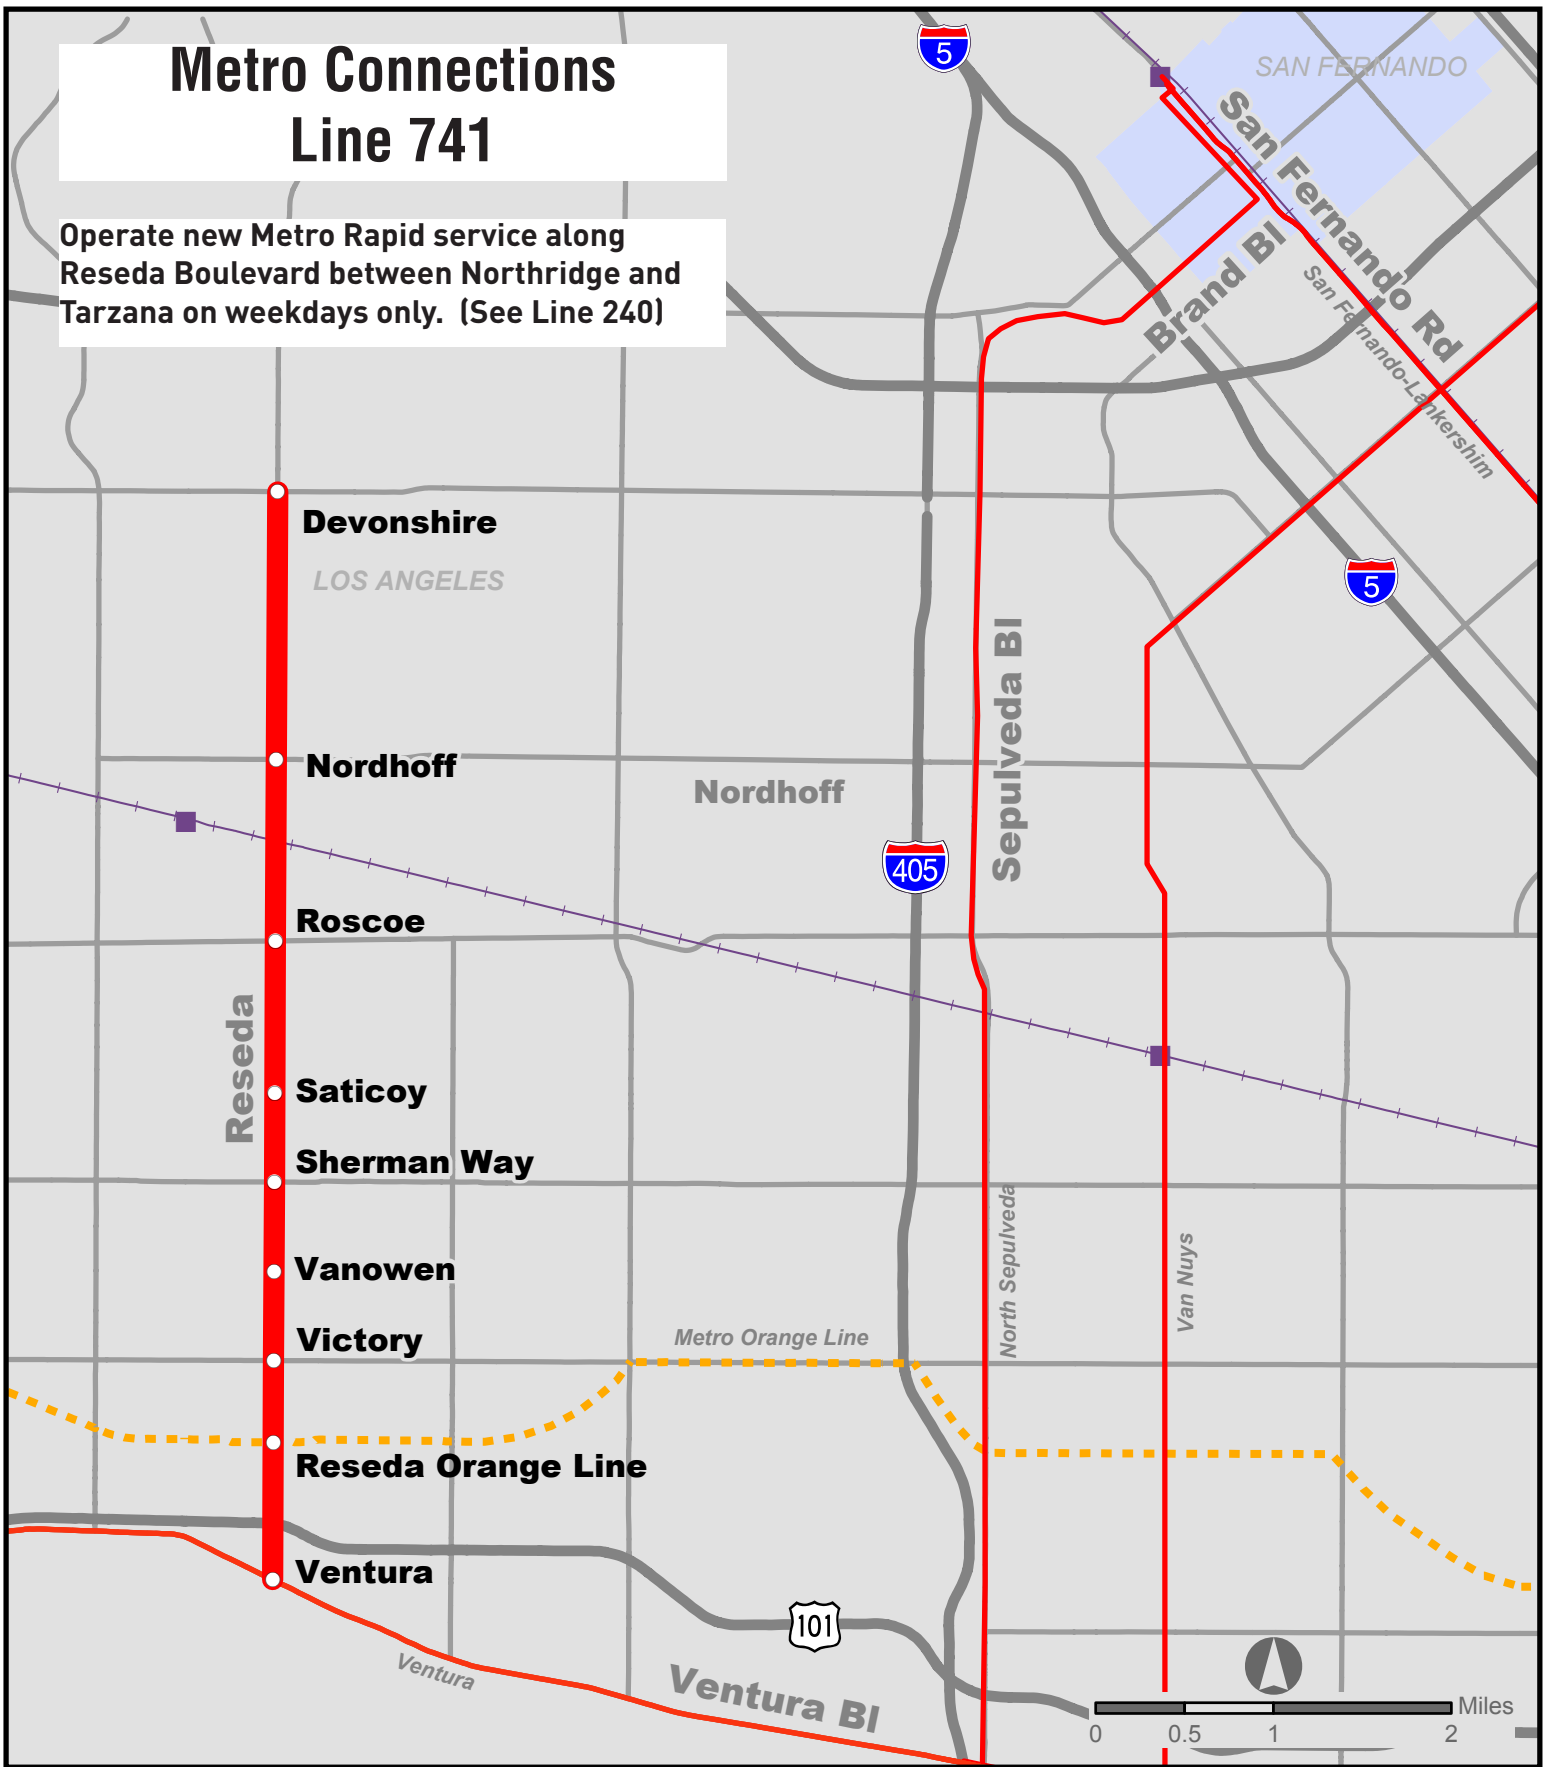 Metro Connections
Line 741
Operate new Metro Rapid service along
Reseda Boulevard between Northridge and
Tarzana on weekdays only.  (See Line 240)
5
SAN FERNANDO
San Fernando Rd
Brand Bl
San Fernando-Lankershim
Devonshire
LOS ANGELES
5
Sepulveda Bl
Nordhoff
Nordhoff
405
Roscoe
Reseda
Saticoy
Sherman Way
North Sepulveda
Van Nuys
Vanowen
Victory
Metro Orange Line
Reseda Orange Line
Ventura
101
Ventura
Ventura Bl
Miles
0 0.5 1 2